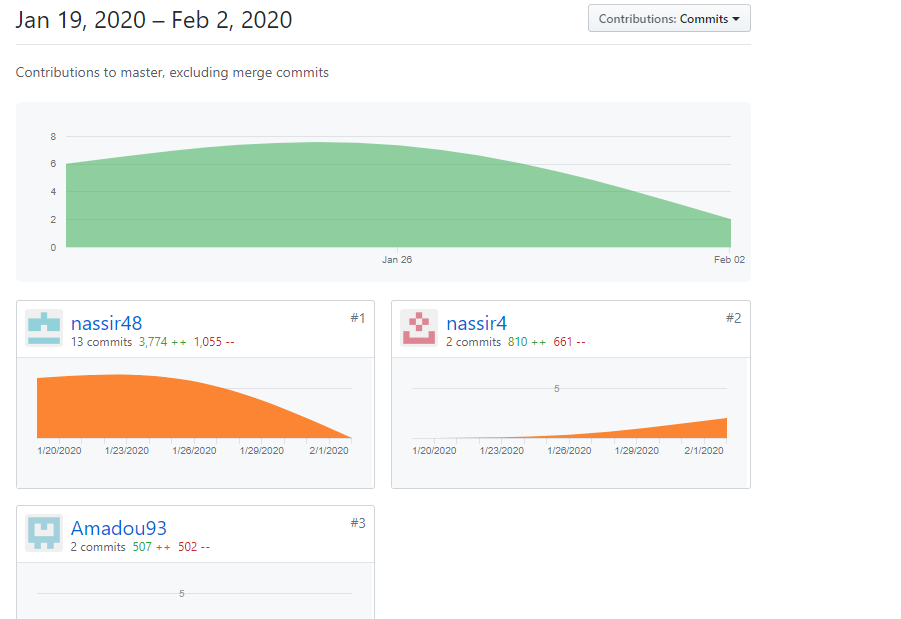 Jan 19, 2020 – Feb 2, 2020
Contributions: Commits
Contributions to master, excluding merge commits
8
6
4
2
0
Jan 26 Feb 02
nassir48 #1
13 commits 3,774 ++ 1,055 --
1/20/2020 1/23/2020 1/26/2020 1/29/2020 2/1/2020
nassir4 #2
2 commits 810 ++ 661 --
5
1/20/2020 1/23/2020 1/26/2020 1/29/2020 2/1/2020
Amadou93 #3
2 commits 507 ++ 502 --
5